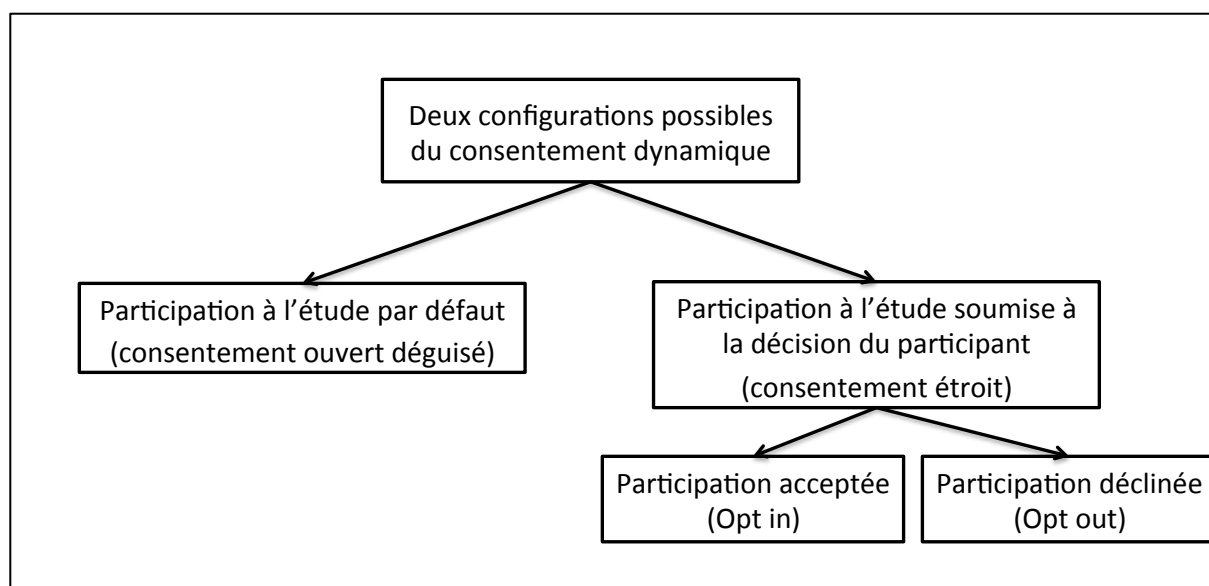 Deux configurations possibles
du consentement dynamique
Participation à l’étude par défaut
(consentement ouvert déguisé)
Participation à l’étude soumise à
la décision du participant
(consentement étroit)
Participation acceptée
(Opt in)
Participation déclinée
(Opt out)